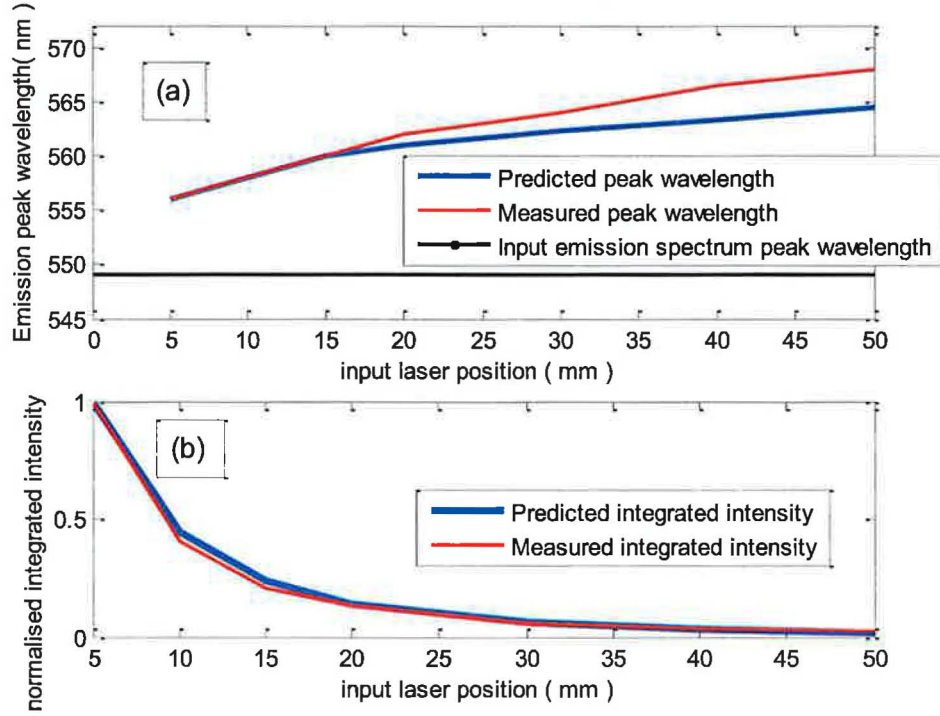 Emission peak wavelength( nm )
570
565
560
555
550
545
(a)
Predicted peak wavelength
Measured peak wavelength
Input emission spectrum peak wavelength
0 5 10 15 20 25 30 35 40 45 50
input laser position ( mm )
normalised integrated intensity
1
0.5
0
(b)
Predicted integrated intensity
Measured integrated intensity
5 10 15 20 25 30 35 40 45 50
input laser position ( mm )